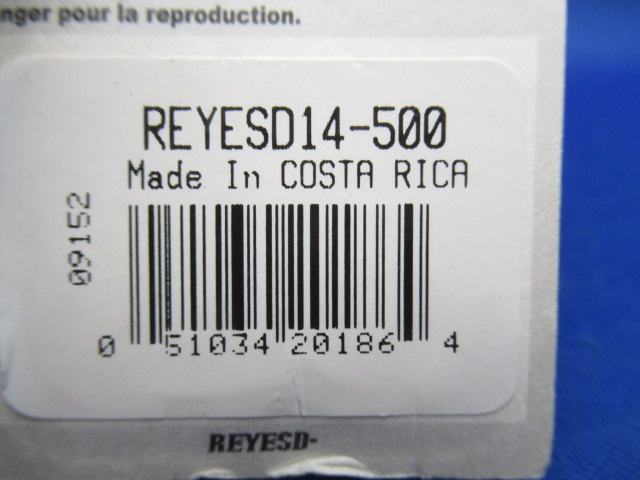 nger pour la reproduction.
REYESD14-500
Made In COSTA RICA
09152
0 51034 20186 4
REYESD-